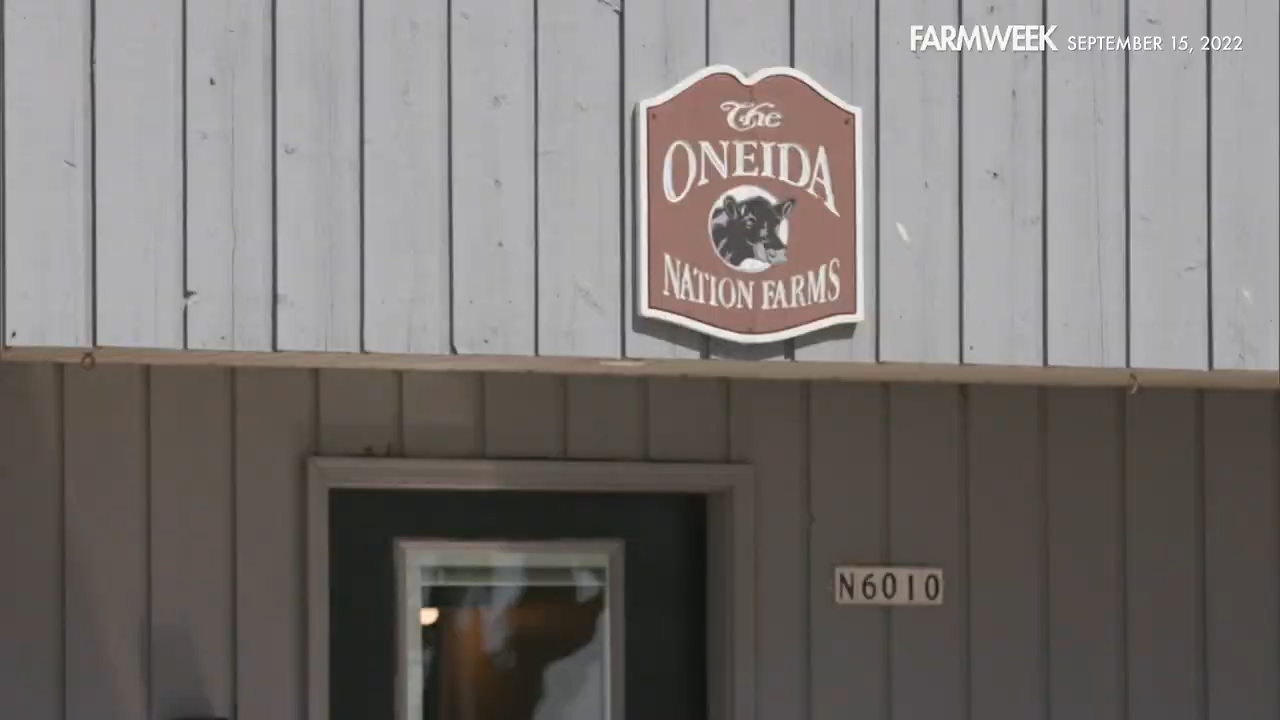 FARMWEEK SEPTEMBER 15, 2022
The
ONEIDA
NATION FARMS
N6010